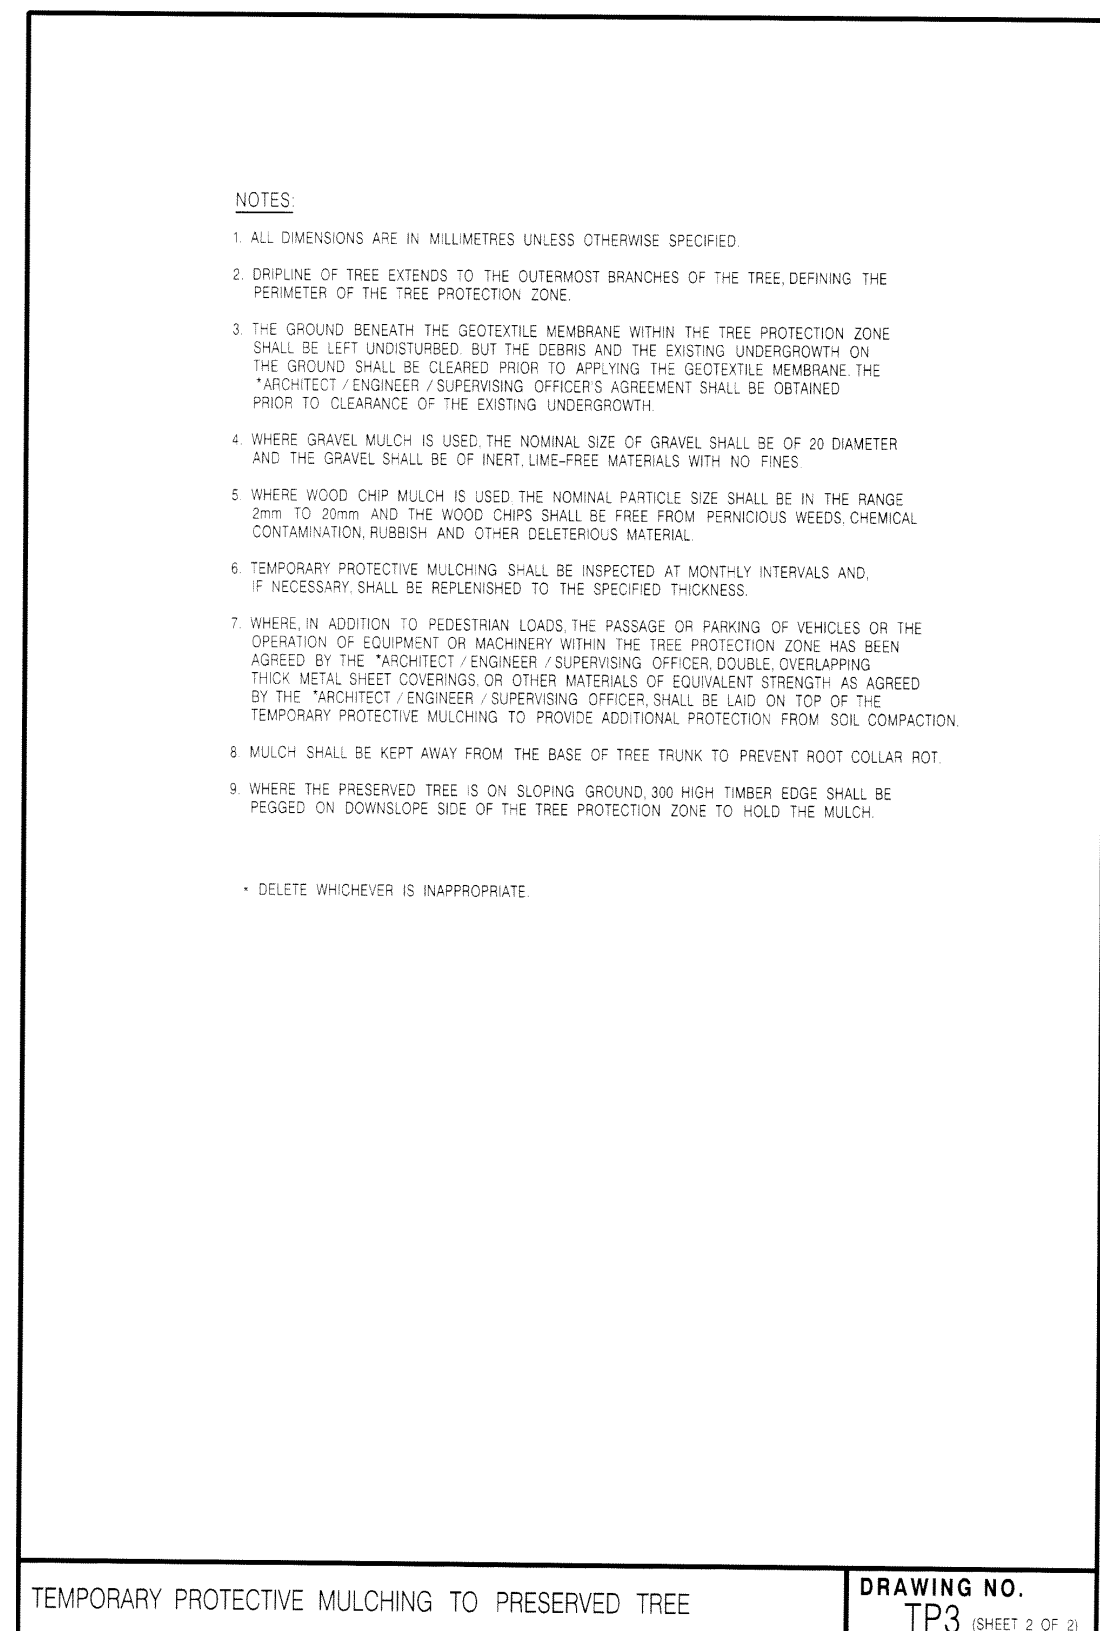 NOTES:
1. ALL DIMENSIONS ARE IN MILLIMETRES UNLESS OTHERWISE SPECIFIED.
2. DRIPLINE OF TREE EXTENDS TO THE OUTERMOST BRANCHES OF THE TREE, DEFINING THE
PERIMETER OF THE TREE PROTECTION ZONE.
3. THE GROUND BENEATH THE GEOTEXTILE MEMBRANE WITHIN THE TREE PROTECTION ZONE
SHALL BE LEFT UNDISTURBED. BUT THE DEBRIS AND THE EXISTING UNDERGROWTH ON
THE GROUND SHALL BE CLEARED PRIOR TO APPLYING THE GEOTEXTILE MEMBRANE. THE
*ARCHITECT / ENGINEER / SUPERVISING OFFICER'S AGREEMENT SHALL BE OBTAINED
PRIOR TO CLEARANCE OF THE EXISTING UNDERGROWTH.
4. WHERE GRAVEL MULCH IS USED, THE NOMINAL SIZE OF GRAVEL SHALL BE OF 20 DIAMETER
AND THE GRAVEL SHALL BE OF INERT, LIME-FREE MATERIALS WITH NO FINES.
5. WHERE WOOD CHIP MULCH IS USED THE NOMINAL PARTICLE SIZE SHALL BE IN THE RANGE
2mm TO 20mm AND THE WOOD CHIPS SHALL BE FREE FROM PERNICIOUS WEEDS, CHEMICAL
CONTAMINATION, RUBBISH AND OTHER DELETERIOUS MATERIAL.
6. TEMPORARY PROTECTIVE MULCHING SHALL BE INSPECTED AT MONTHLY INTERVALS AND,
IF NECESSARY, SHALL BE REPLENISHED TO THE SPECIFIED THICKNESS.
7. WHERE, IN ADDITION TO PEDESTRIAN LOADS, THE PASSAGE OR PARKING OF VEHICLES OR THE
OPERATION OF EQUIPMENT OR MACHINERY WITHIN THE TREE PROTECTION ZONE HAS BEEN
AGREED BY THE *ARCHITECT / ENGINEER / SUPERVISING OFFICER, DOUBLE, OVERLAPPING
THICK METAL SHEET COVERINGS, OR OTHER MATERIALS OF EQUIVALENT STRENGTH AS AGREED
BY THE *ARCHITECT / ENGINEER / SUPERVISING OFFICER, SHALL BE LAID ON TOP OF THE
TEMPORARY PROTECTIVE MULCHING TO PROVIDE ADDITIONAL PROTECTION FROM SOIL COMPACTION.
8. MULCH SHALL BE KEPT AWAY FROM THE BASE OF TREE TRUNK TO PREVENT ROOT COLLAR ROT.
9. WHERE THE PRESERVED TREE IS ON SLOPING GROUND, 300 HIGH TIMBER EDGE SHALL BE
PEGGED ON DOWNSLOPE SIDE OF THE TREE PROTECTION ZONE TO HOLD THE MULCH.
* DELETE WHICHEVER IS INAPPROPRIATE.
TEMPORARY PROTECTIVE MULCHING TO PRESERVED TREE
DRAWING NO.
TP3 (SHEET 2 OF 2)